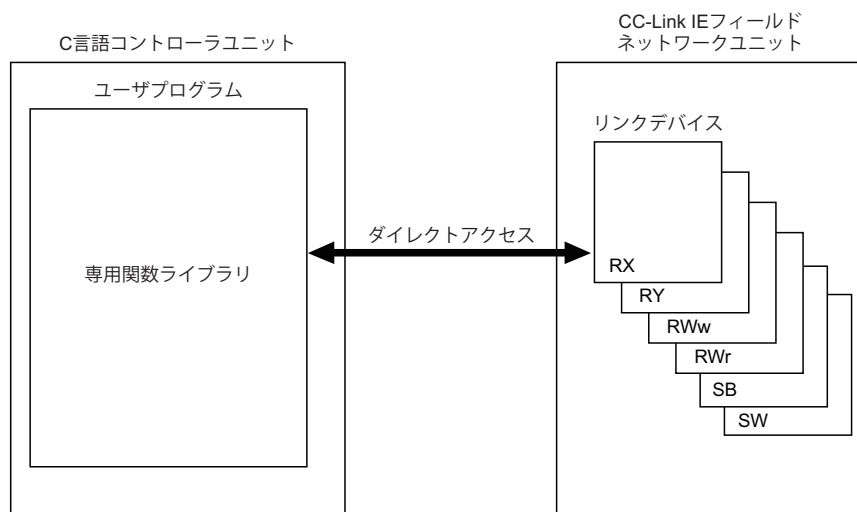 C言語コントローラユニット
ユーザプログラム
専用関数ライブラリ
ダイレクトアクセス
CC-Link IEフィールド
ネットワークユニット
リンクデバイス
RX
RY
RWw
RWr
SB
SW